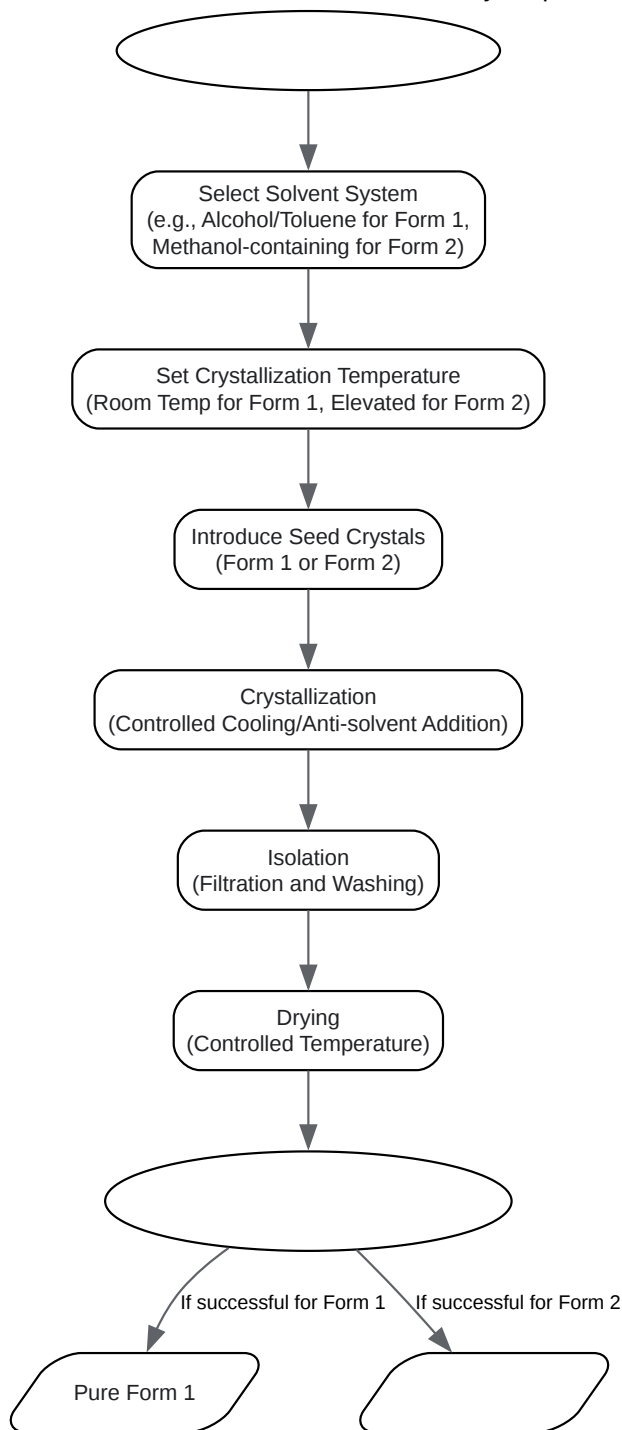 Select Solvent System
(e.g., Alcohol/Toluene for Form 1,
Methanol-containing for Form 2)
Set Crystallization Temperature
(Room Temp for Form 1, Elevated for Form 2)
Introduce Seed Crystals
(Form 1 or Form 2)
Crystallization
(Controlled Cooling/Anti-solvent Addition)
Isolation
(Filtration and Washing)
Drying
(Controlled Temperature)
If successful for Form 1
If successful for Form 2
Pure Form 1